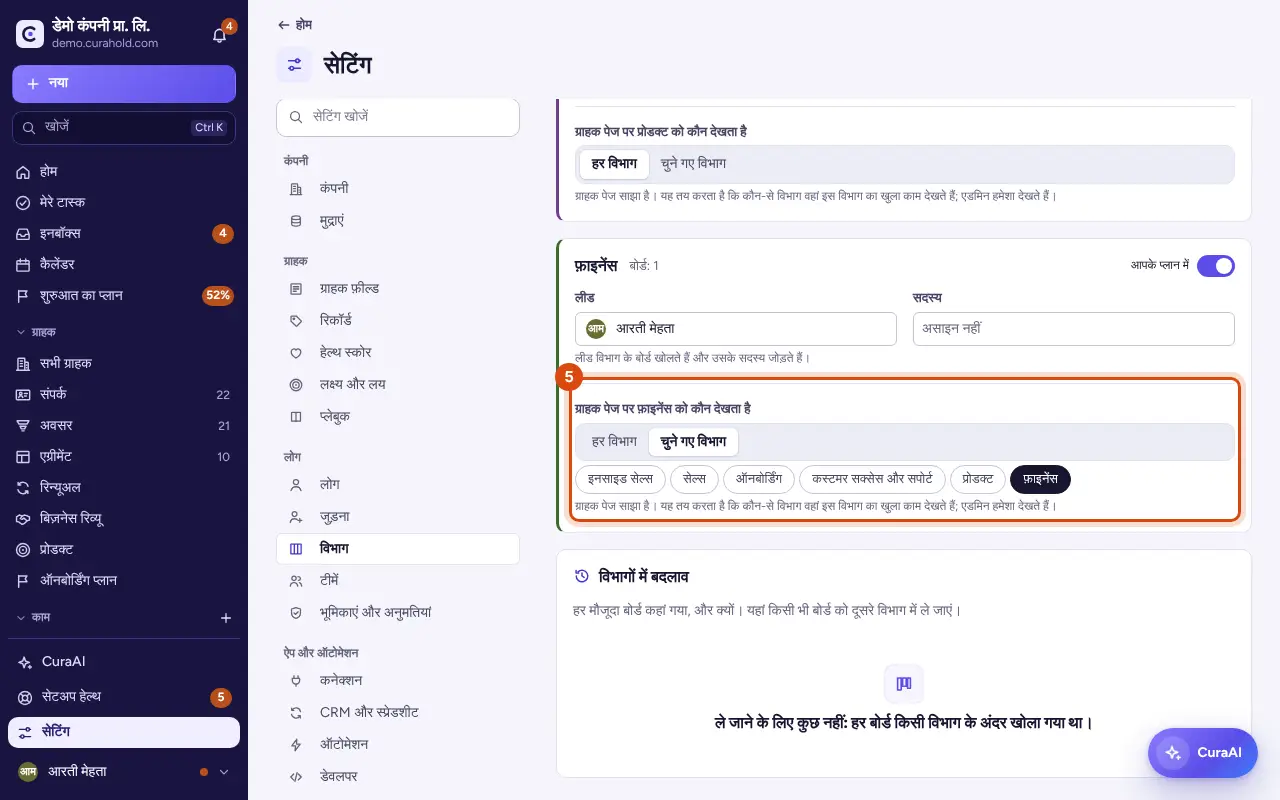 डेमो कंपनी प्रा. लि.
demo.curahold.com
4
नया
खोजें
Ctrl K
होम
मेरे टास्क
इनबॉक्स
4
कैलेंडर
शुरुआत का प्लान
52%
ग्राहक
सभी ग्राहक
संपर्क
22
अवसर
21
एग्रीमेंट
10
रिन्यूअल
बिज़नेस रिव्यू
प्रोडक्ट
ऑनबोर्डिंग प्लान
काम
CuraAI
सेटअप हेल्थ
5
सेटिंग
आम
आरती मेहता
होम
सेटिंग
सेटिंग खोजें
कंपनी
कंपनी
मुद्राएं
ग्राहक
ग्राहक फ़ील्ड
रिकॉर्ड
हेल्थ स्कोर
लक्ष्य और लय
प्लेबुक
लोग
लोग
जुड़ना
विभाग
टीमें
भूमिकाएं और अनुमतियां
ऐप और ऑटोमेशन
कनेक्शन
CRM और स्प्रेडशीट
ऑटोमेशन
डेवलपर
ग्राहक पेज पर प्रोडक्ट को कौन देखता है
हर विभाग
चुने गए विभाग
ग्राहक पेज साझा है। यह तय करता है कि कौन-से विभाग वहां इस विभाग का खुला काम देखते हैं; एडमिन हमेशा देखते हैं।
फ़ाइनेंस
बोर्ड: 1
आपके प्लान में
लीड
सदस्य
आम
आरती मेहता
असाइन नहीं
लीड विभाग के बोर्ड खोलते हैं और उसके सदस्य जोड़ते हैं।
5
ग्राहक पेज पर फ़ाइनेंस को कौन देखता है
हर विभाग
चुने गए विभाग
इनसाइड सेल्स
सेल्स
ऑनबोर्डिंग
कस्टमर सक्सेस और सपोर्ट
प्रोडक्ट
फ़ाइनेंस
ग्राहक पेज साझा है। यह तय करता है कि कौन-से विभाग वहां इस विभाग का खुला काम देखते हैं; एडमिन हमेशा देखते हैं।
विभागों में बदलाव
हर मौजूदा बोर्ड कहां गया, और क्यों। यहां किसी भी बोर्ड को दूसरे विभाग में ले जाएं।
ले जाने के लिए कुछ नहीं: हर बोर्ड किसी विभाग के अंदर खोला गया था।
CuraAI